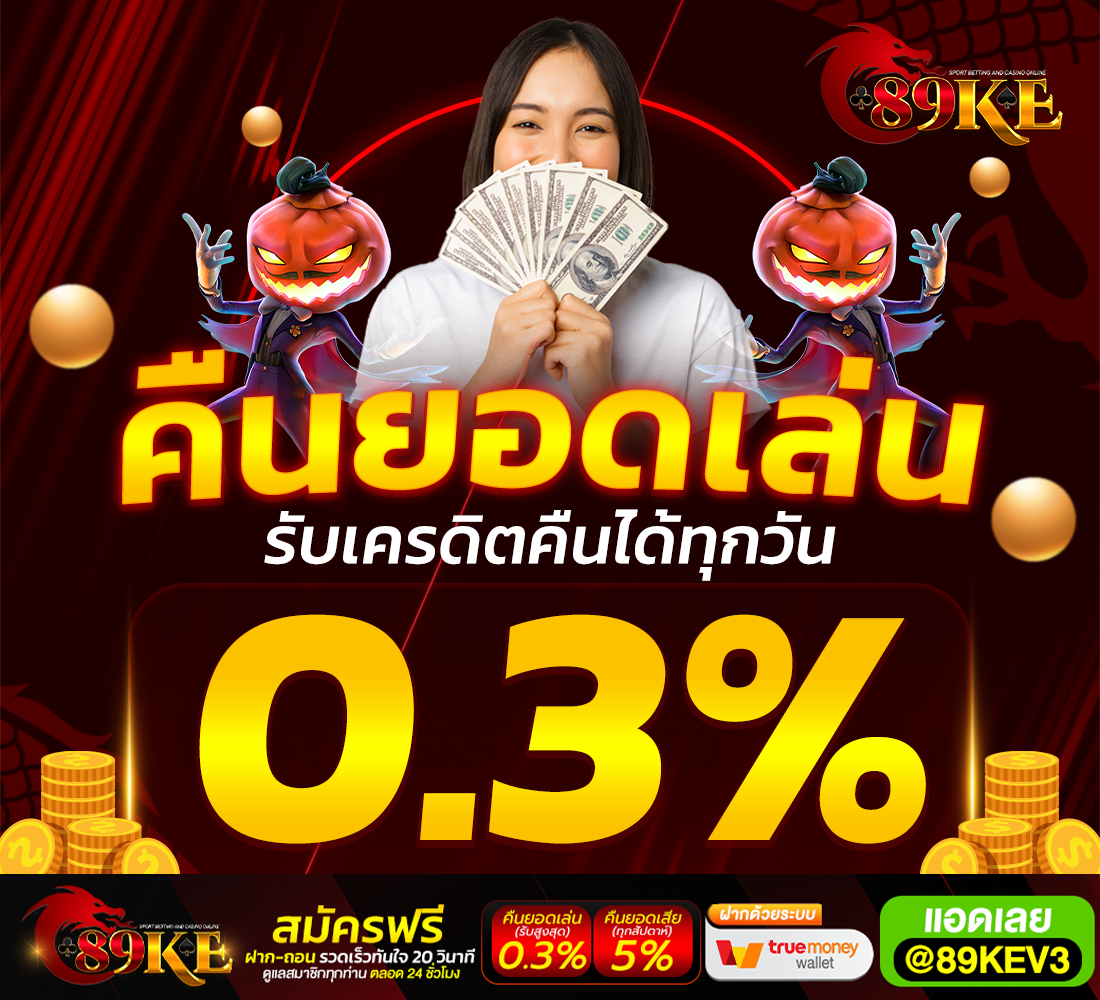 SPORT BETTING AND CASINO ONLINE
89KE
คืนยอดเล่น
รับเครดิตคืนได้ทุกวัน
0.3%
SPORT BETTING AND CASINO ONLINE
89KE
สมัครฟรี
ฝาก-ถอน รวดเร็วทันใจ 20 วินาที
ดูแลสมาชิกทุกท่าน ตลอด 24 ชั่วโมง
คืนยอดเล่น
(รับสูงสุด)
0.3%
คืนยอดเสีย
(ทุกสัปดาห์)
5%
ฝากด้วยระบบ
truemoney
wallet
แอดเลย
@89KEV3